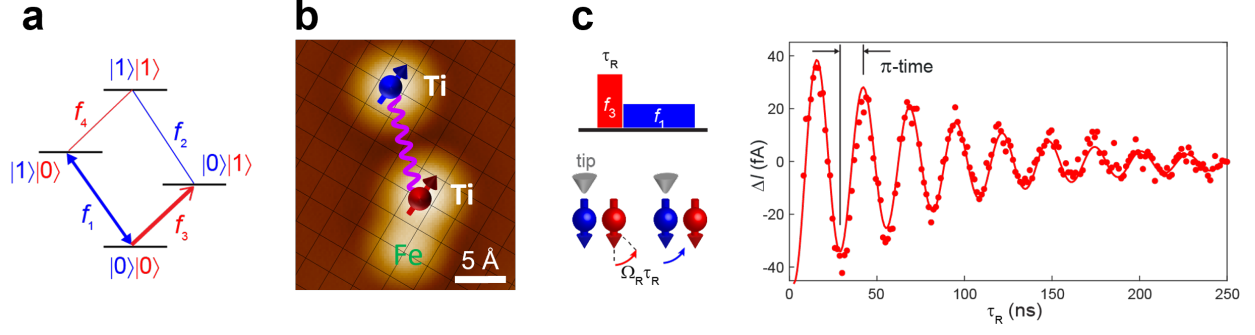 a
|1⟩|1⟩
f₄
f₂
|1⟩|0⟩
|0⟩|1⟩
f₁
f₃
|0⟩|0⟩
b
Ti
Ti
Fe
5 Å
c
τR
f₃
f₁
tip
ΩRτR
π-time
ΔI (fA)
40
20
0
-20
-40
0
50
100
150
200
250
τR (ns)